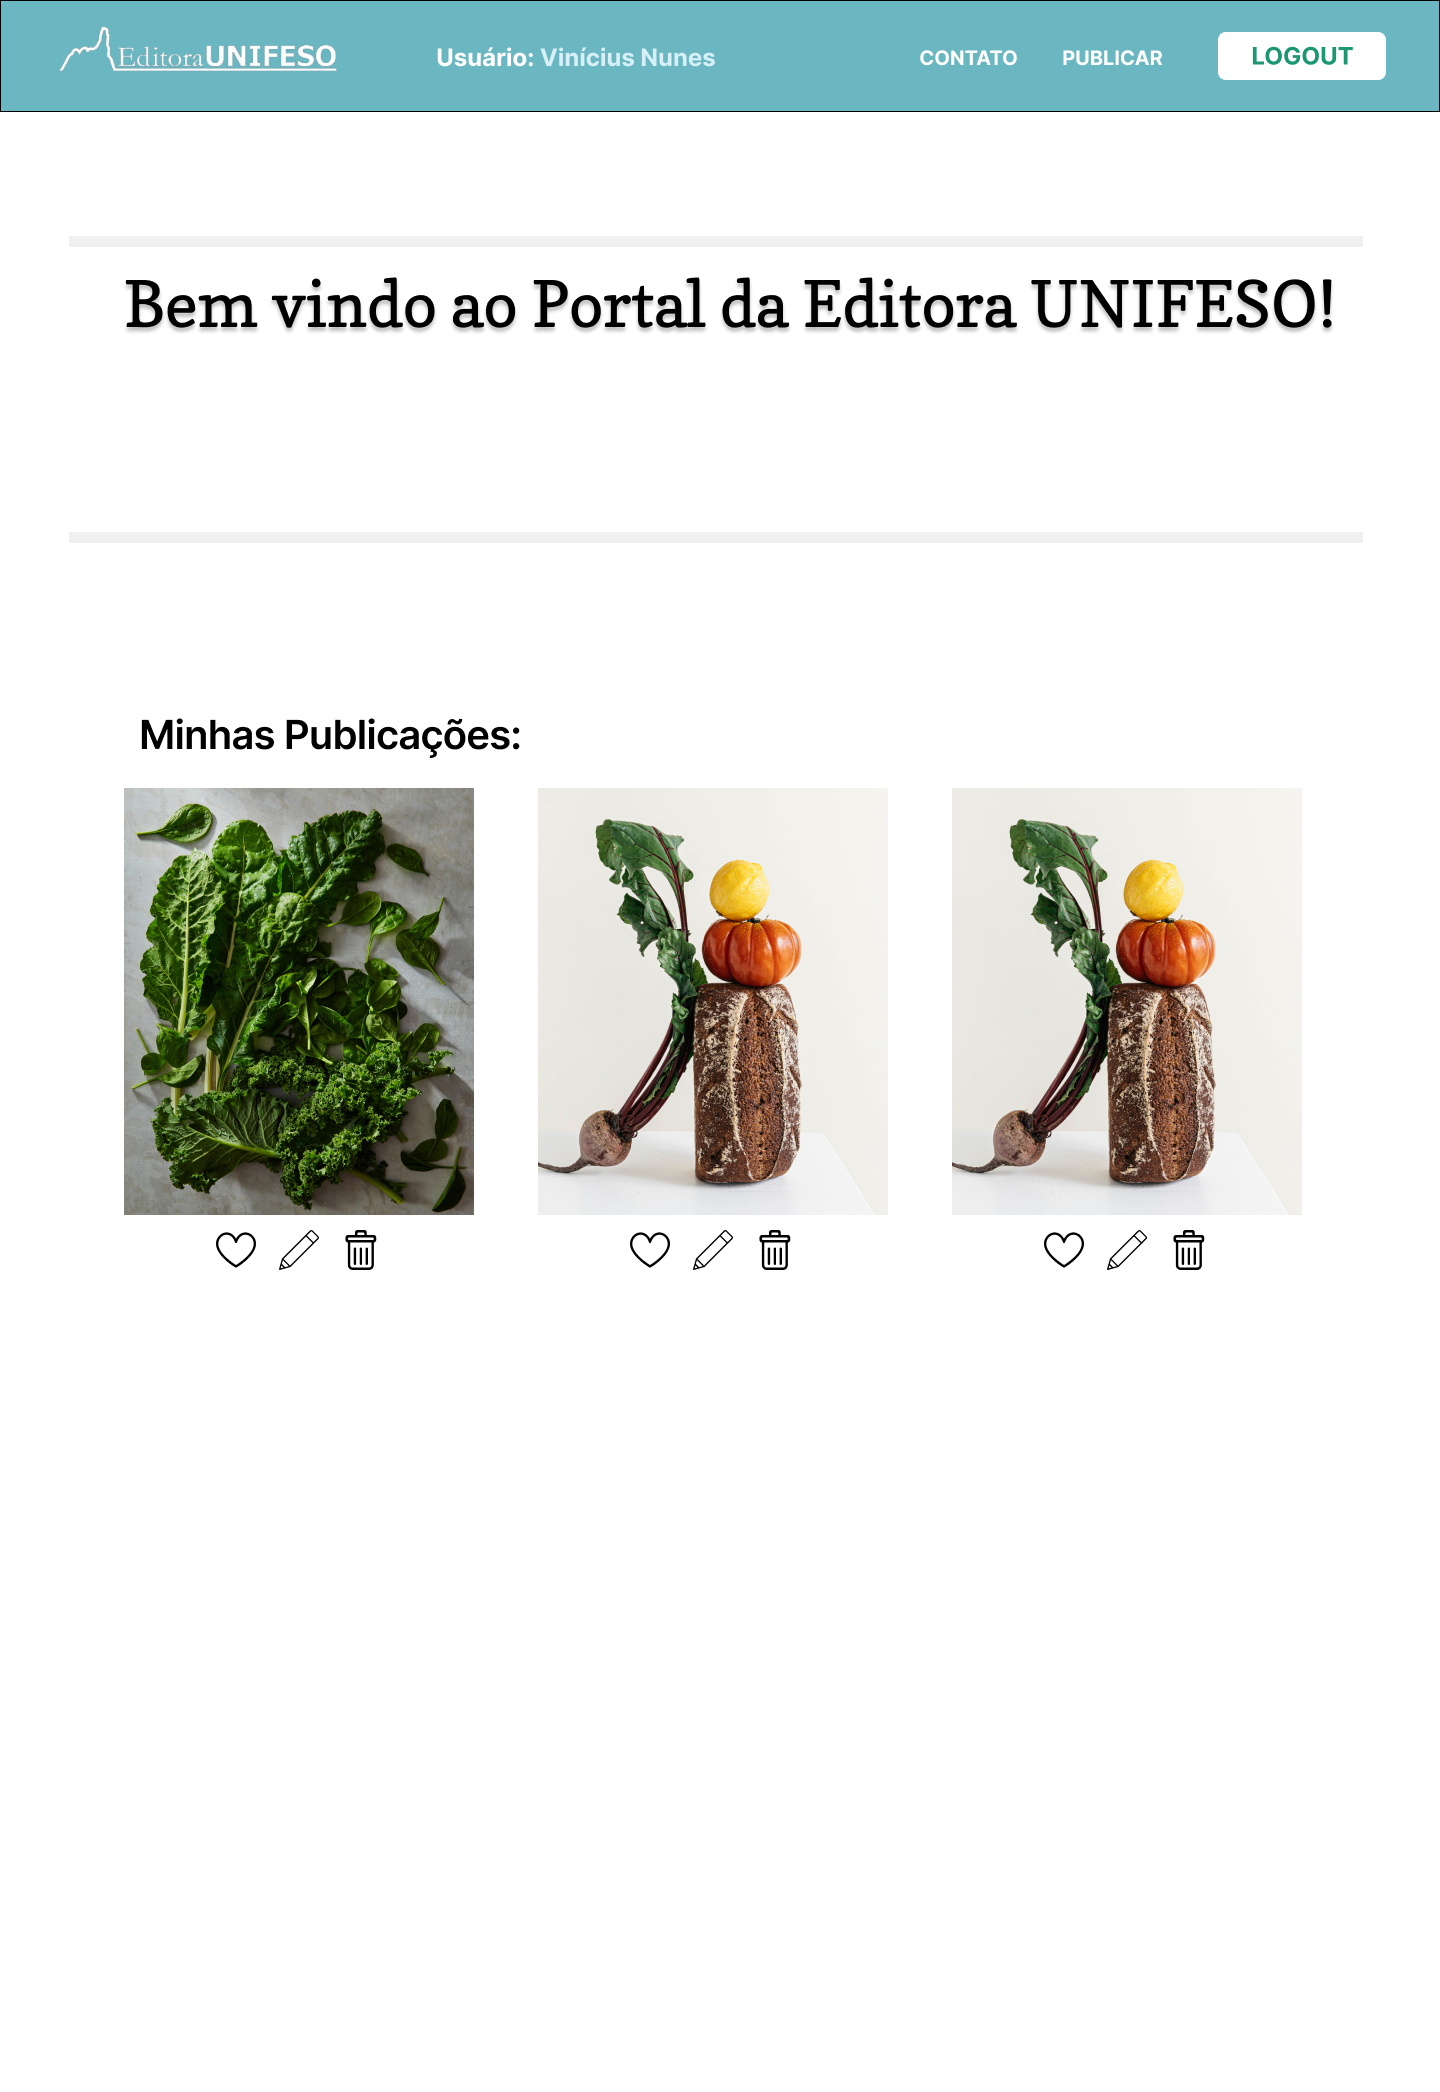 EditoraUNIFESO
Usuário: Vinícius Nunes
CONTATO
PUBLICAR
LOGOUT
Bem vindo ao Portal da Editora UNIFESO!
Minhas Publicações: